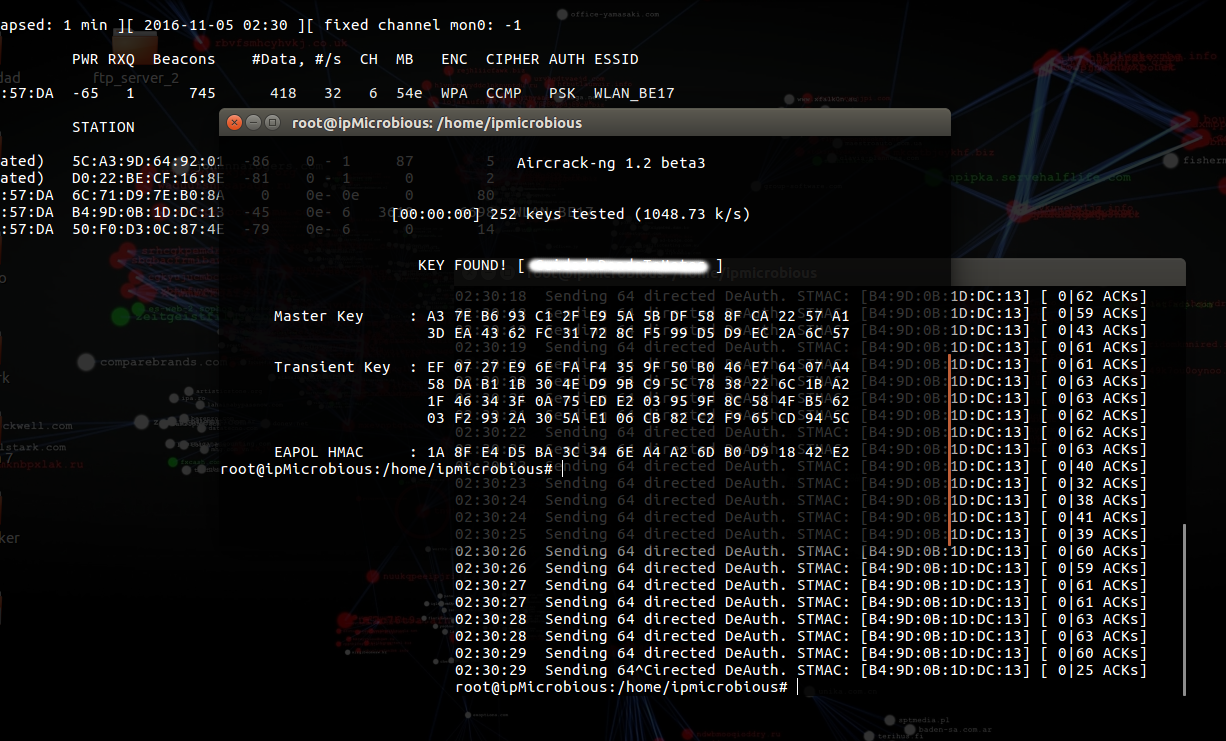 apsed: 1 min ][ 2016-11-05 02:30 ][ fixed channel mon0: -1
office-yamasaki.com
PWR RXQ  Beacons    #Data, #/s  CH  MB   ENC  CIPHER AUTH ESSID
dad
ftp_server_2
:57:DA  -65   1      745      418   32   6  54e  WPA  CCMP   PSK  WLAN_BE17
STATION
root@ipMicrobious: /home/ipmicrobious
ated)   5C:A3:9D:64:92:01  -86    0 - 1     87        5
Aircrack-ng 1.2 beta3
ated)   D0:22:BE:CF:16:8E  -81    0 - 1      0        2
:57:DA  6C:71:D9:7E:B0:8A    0    0e- 0e     0       80
:57:DA  B4:9D:0B:1D:DC:13  -45    0e- 6
[00:00:00] 252 keys tested (1048.73 k/s)
:57:DA  50:F0:D3:0C:87:4E  -79    0e- 6      0       14
KEY FOUND! [ ]
02:30:18  Sending 64 directed DeAuth. STMAC: [B4:9D:0B:1D:DC:13] [ 0|62 ACKs]
[B4:9D:0B:1D:DC:13] [ 0|59 ACKs]
Master Key     : A3 7E B6 93 C1 2F E9 5A 5B DF 58 8F CA 22 57 A1
3D EA 43 42 FC 31 72 8C F5 99 D5 D9 EC 2A 6C 57
[B4:9D:0B:1D:DC:13] [ 0|43 ACKs]
02:30:19  Sending 64 directed DeAuth. STMAC: [B4:9D:0B:1D:DC:13] [ 0|61 ACKs]
comparebrands.com
Transient Key  : EF 07 27 E9 6E FA F4 35 9F 50 B0 46 E7 64 07 A4
[B4:9D:0B:1D:DC:13] [ 0|61 ACKs]
58 DA B1 1B 30 4E D9 9B C9 5C 78 38 22 6C 1B A2
[B4:9D:0B:1D:DC:13] [ 0|63 ACKs]
1F 46 34 3F 0A 75 ED E2 03 95 9F 8C 58 4F E5 62
[B4:9D:0B:1D:DC:13] [ 0|63 ACKs]
03 F2 93 2A 30 5A E1 06 CB 82 C2 F9 65 CD 94 5C
[B4:9D:0B:1D:DC:13] [ 0|62 ACKs]
02:30:22  Sending 64 directed DeAuth. STMAC: [B4:9D:0B:1D:DC:13] [ 0|62 ACKs]
EAPOL HMAC     : 1A 8F E4 D5 BA 3C 34 6E A4 A2 6D B0 D9 18 42 E2
[B4:9D:0B:1D:DC:13] [ 0|63 ACKs]
root@ipMicrobious:/home/ipmicrobious#
[B4:9D:0B:1D:DC:13] [ 0|40 ACKs]
02:30:23  Sending 64 directed DeAuth. STMAC: [B4:9D:0B:1D:DC:13] [ 0|32 ACKs]
02:30:24  Sending 64 directed DeAuth. STMAC: [B4:9D:0B:1D:DC:13] [ 0|38 ACKs]
02:30:24  Sending 64 directed DeAuth. STMAC: [B4:9D:0B:1D:DC:13] [ 0|41 ACKs]
02:30:25  Sending 64 directed DeAuth. STMAC: [B4:9D:0B:1D:DC:13] [ 0|39 ACKs]
02:30:26  Sending 64 directed DeAuth. STMAC: [B4:9D:0B:1D:DC:13] [ 0|60 ACKs]
02:30:26  Sending 64 directed DeAuth. STMAC: [B4:9D:0B:1D:DC:13] [ 0|59 ACKs]
02:30:27  Sending 64 directed DeAuth. STMAC: [B4:9D:0B:1D:DC:13] [ 0|61 ACKs]
02:30:27  Sending 64 directed DeAuth. STMAC: [B4:9D:0B:1D:DC:13] [ 0|61 ACKs]
02:30:28  Sending 64 directed DeAuth. STMAC: [B4:9D:0B:1D:DC:13] [ 0|63 ACKs]
02:30:28  Sending 64 directed DeAuth. STMAC: [B4:9D:0B:1D:DC:13] [ 0|63 ACKs]
02:30:29  Sending 64 directed DeAuth. STMAC: [B4:9D:0B:1D:DC:13] [ 0|60 ACKs]
02:30:29  Sending 64^Cirected DeAuth. STMAC: [B4:9D:0B:1D:DC:13] [ 0|25 ACKs]
root@ipMicrobious:/home/ipmicrobious#
baden-sa.com.ar